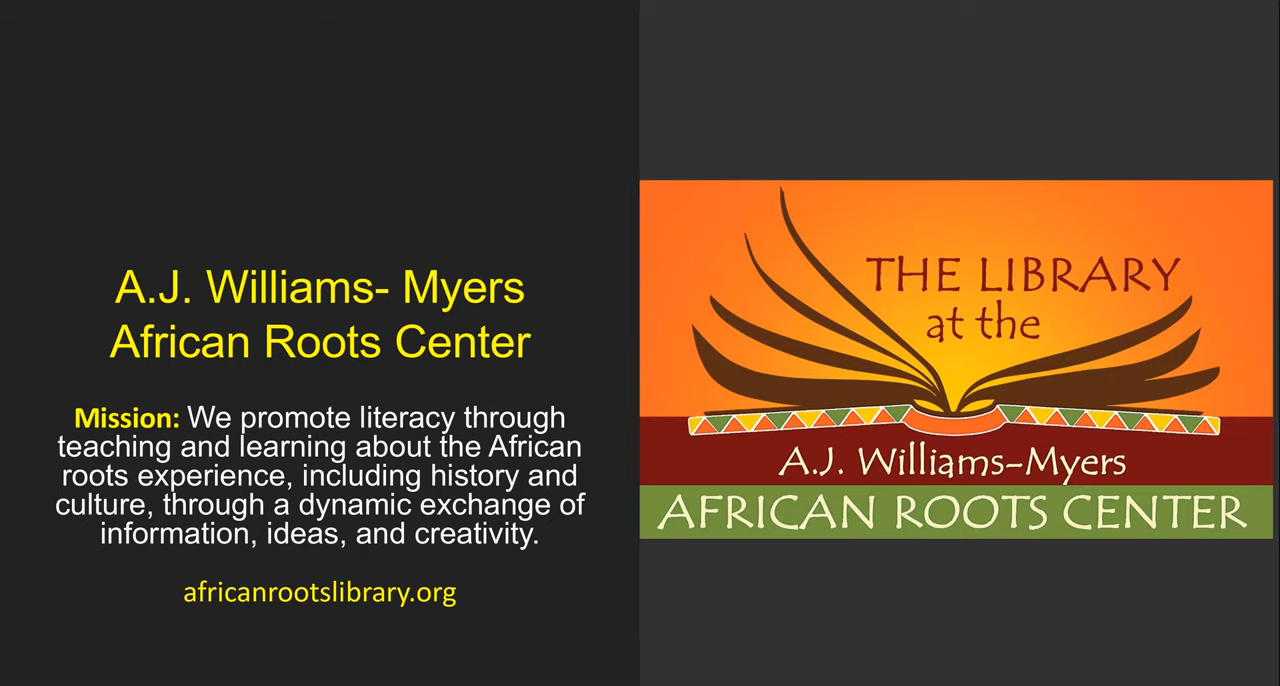 A.J. Williams- Myers
African Roots Center
Mission: We promote literacy through
teaching and learning about the African
roots experience, including history and
culture, through a dynamic exchange of
information, ideas, and creativity.
africanrootslibrary.org
THE LIBRARY
at the
A.J. Williams-Myers
AFRICAN ROOTS CENTER